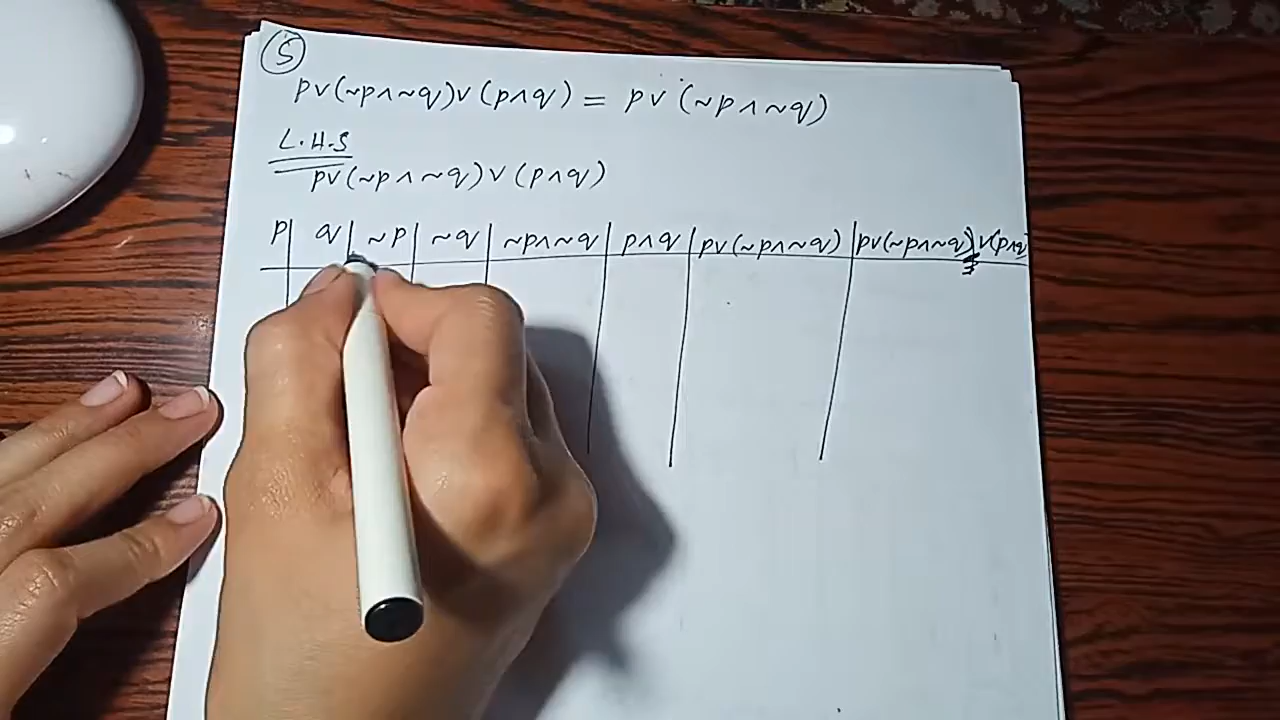 5
p∨(~p∧~q)∨(p∧q) = p∨(~p∧~q)
L.H.S
p∨(~p∧~q)∨(p∧q)
p | q | ~p | ~q | ~p∧~q | p∧q | p∨(~p∧~q) | p∨(~p∧~q)∨(p∧q)